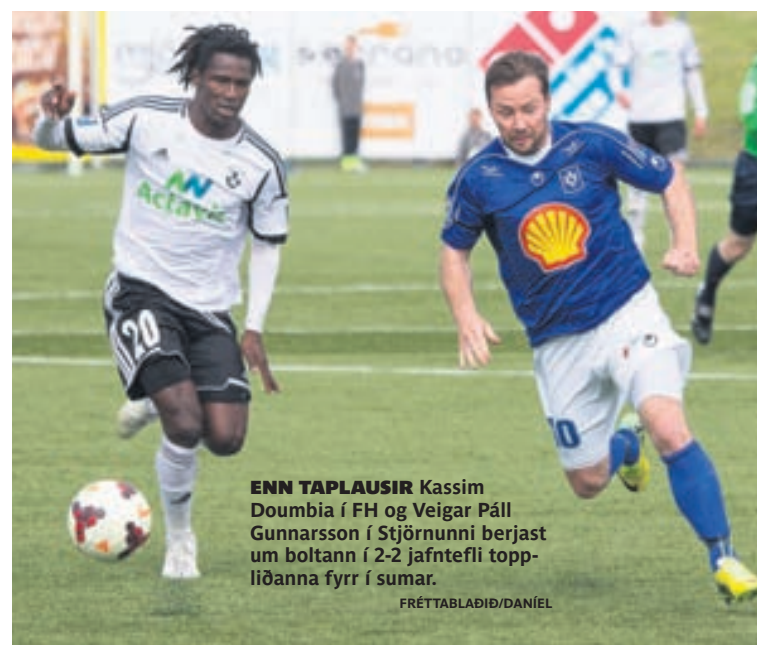 Actavis
20
10
ENN TAPLAUSIR Kassim
Doumbia í FH og Veigar Páll
Gunnarsson í Stjörnunni berjast
um boltann í 2-2 jafntefli topp-
liðanna fyrr í sumar.
FRÉTTABLAÐIÐ/DANÍEL